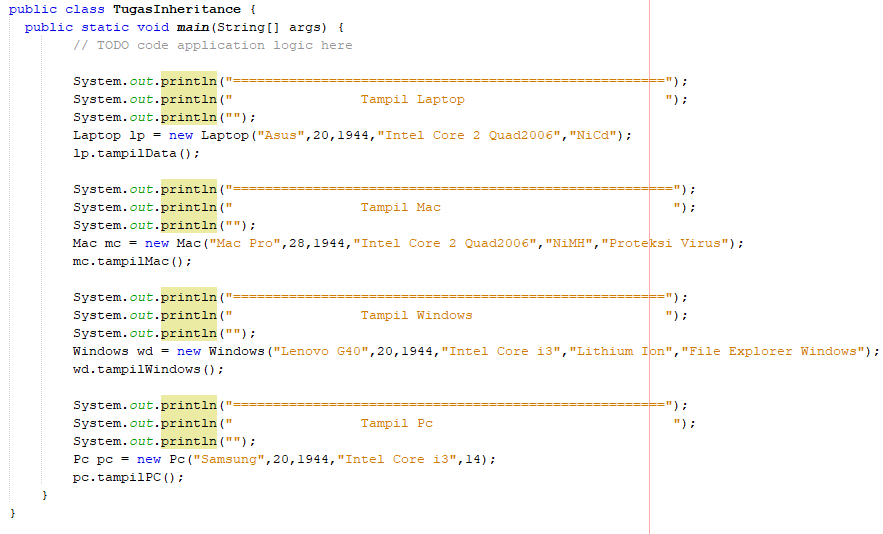 public class TugasInheritance {
  public static void main(String[] args) {
        // TODO code application logic here
        System.out.println("======================================================");
        System.out.println("                Tampil Laptop                         ");
        System.out.println("");
        Laptop lp = new Laptop("Asus",20,1944,"Intel Core 2 Quad2006","NiCd");
        lp.tampilData();
        System.out.println("=======================================================");
        System.out.println("                Tampil Mac                             ");
        System.out.println("");
        Mac mc = new Mac("Mac Pro",28,1944,"Intel Core 2 Quad2006","NiMH","Proteksi Virus");
        mc.tampilMac();
        System.out.println("======================================================");
        System.out.println("                Tampil Windows                        ");
        System.out.println("");
        Windows wd = new Windows("Lenovo G40",20,1944,"Intel Core i3","Lithium Ion","File Explorer Windows");
        wd.tampilWindows();
        System.out.println("======================================================");
        System.out.println("                Tampil Pc                              ");
        System.out.println("");
        Pc pc = new Pc("Samsung",20,1944,"Intel Core i3",14);
        pc.tampilPC();
    }
}